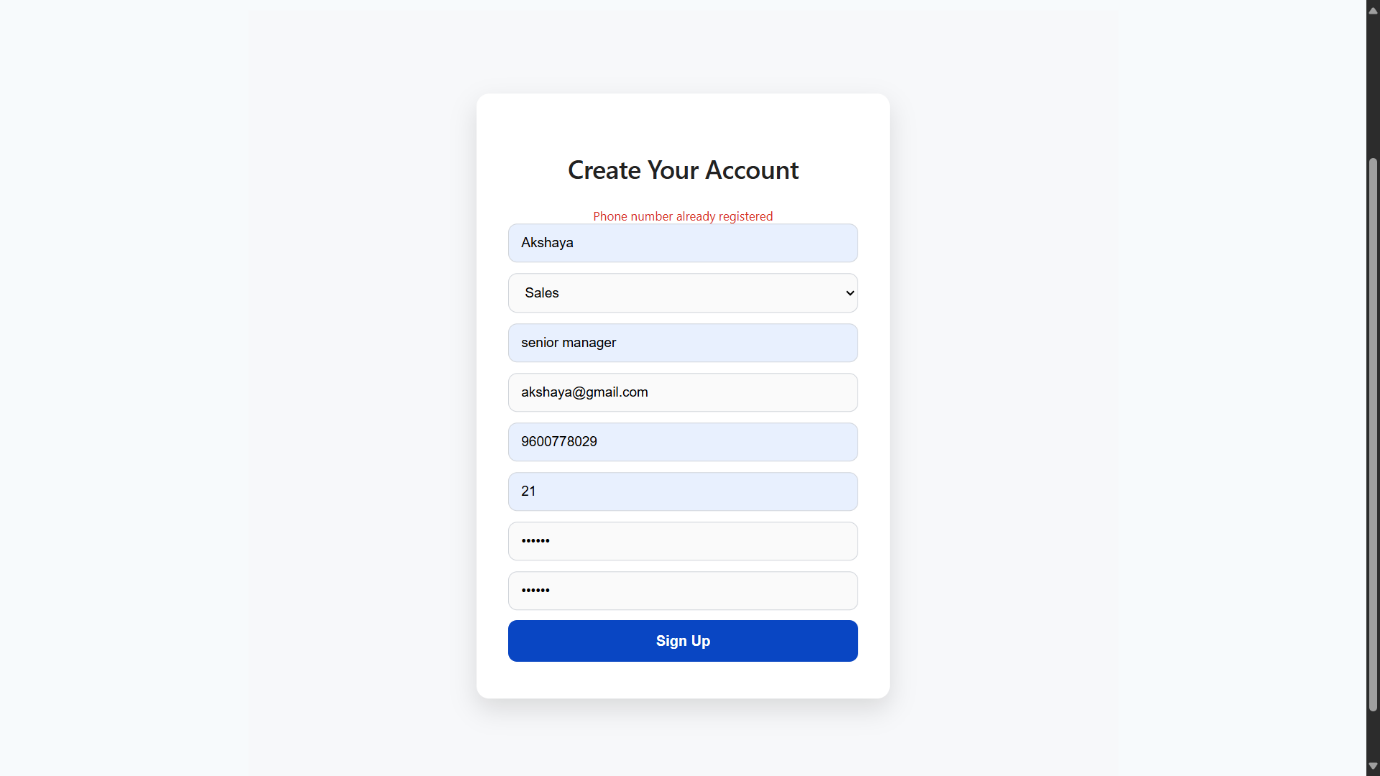 Create Your Account
Phone number already registered
Akshaya
Sales
senior manager
akshaya@gmail.com
9600778029
21
••••••
••••••
Sign Up